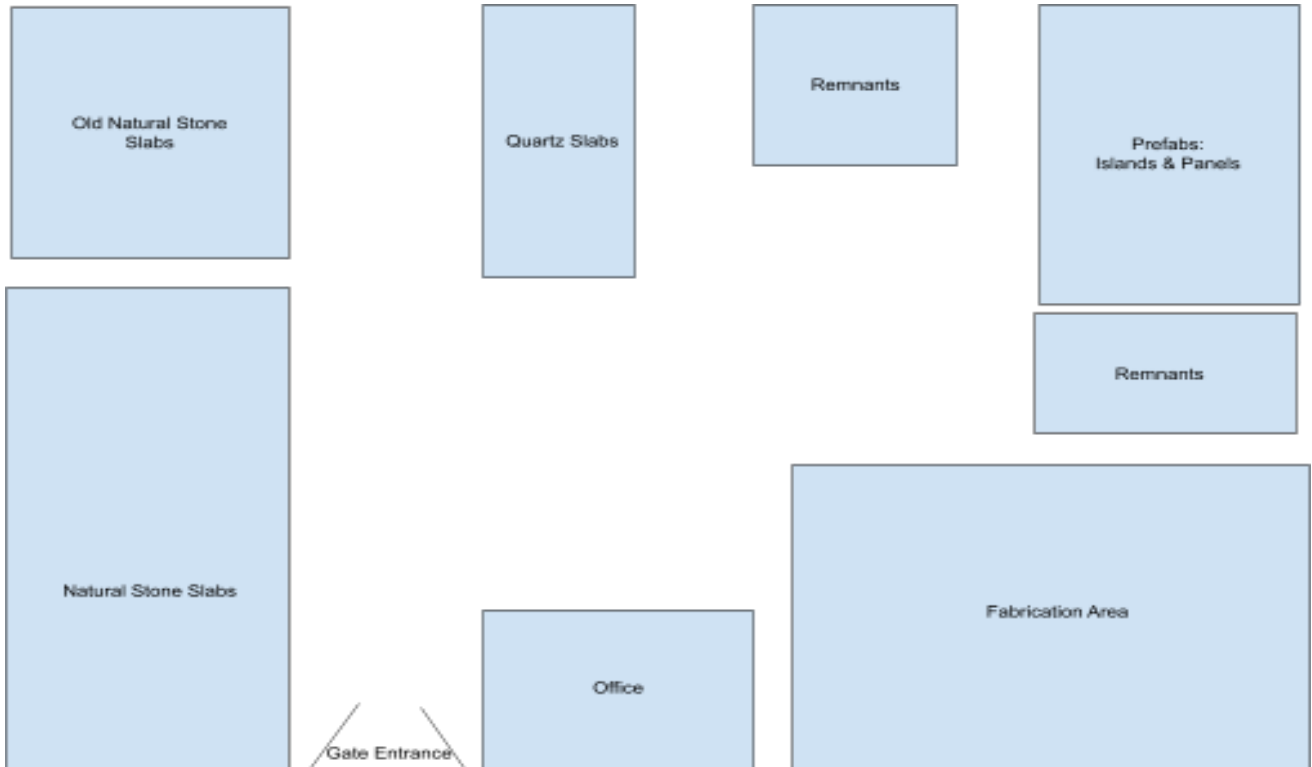 Old Natural Stone
Slabs
Quartz Slabs
Remnants
Prefabs:
Islands & Panels
Remnants
Natural Stone Slabs
Fabrication Area
Office
Gate Entrance